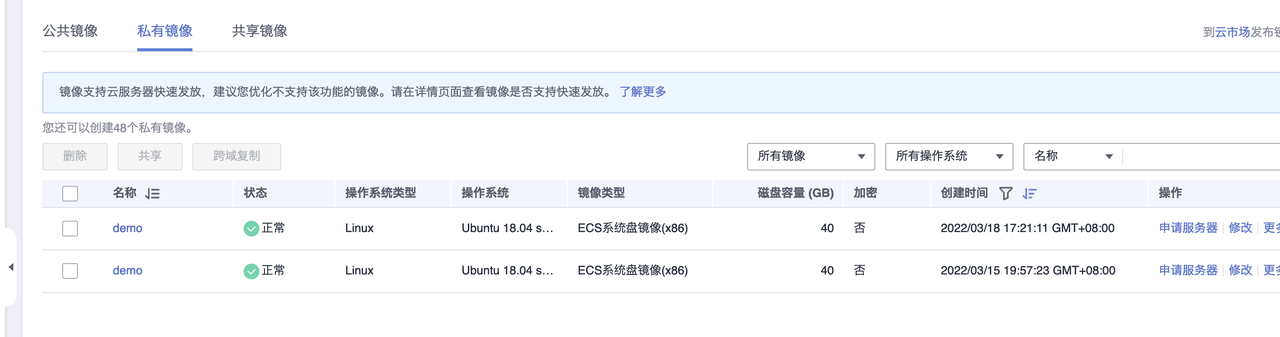 公共镜像 私有镜像 共享镜像 到云市场发布镜
镜像支持云服务器快速发放，建议您优化不支持该功能的镜像。请在详情页面查看镜像是否支持快速发放。 了解更多
您还可以创建48个私有镜像。
删除 共享 跨域复制 所有镜像 所有操作系统 名称
名称 状态 操作系统类型 操作系统 镜像类型 磁盘容量 (GB) 加密 创建时间 操作
demo 正常 Linux Ubuntu 18.04 s... ECS系统盘镜像(x86) 40 否 2022/03/18 17:21:11 GMT+08:00 申请服务器 修改 更多
demo 正常 Linux Ubuntu 18.04 s... ECS系统盘镜像(x86) 40 否 2022/03/15 19:57:23 GMT+08:00 申请服务器 修改 更多